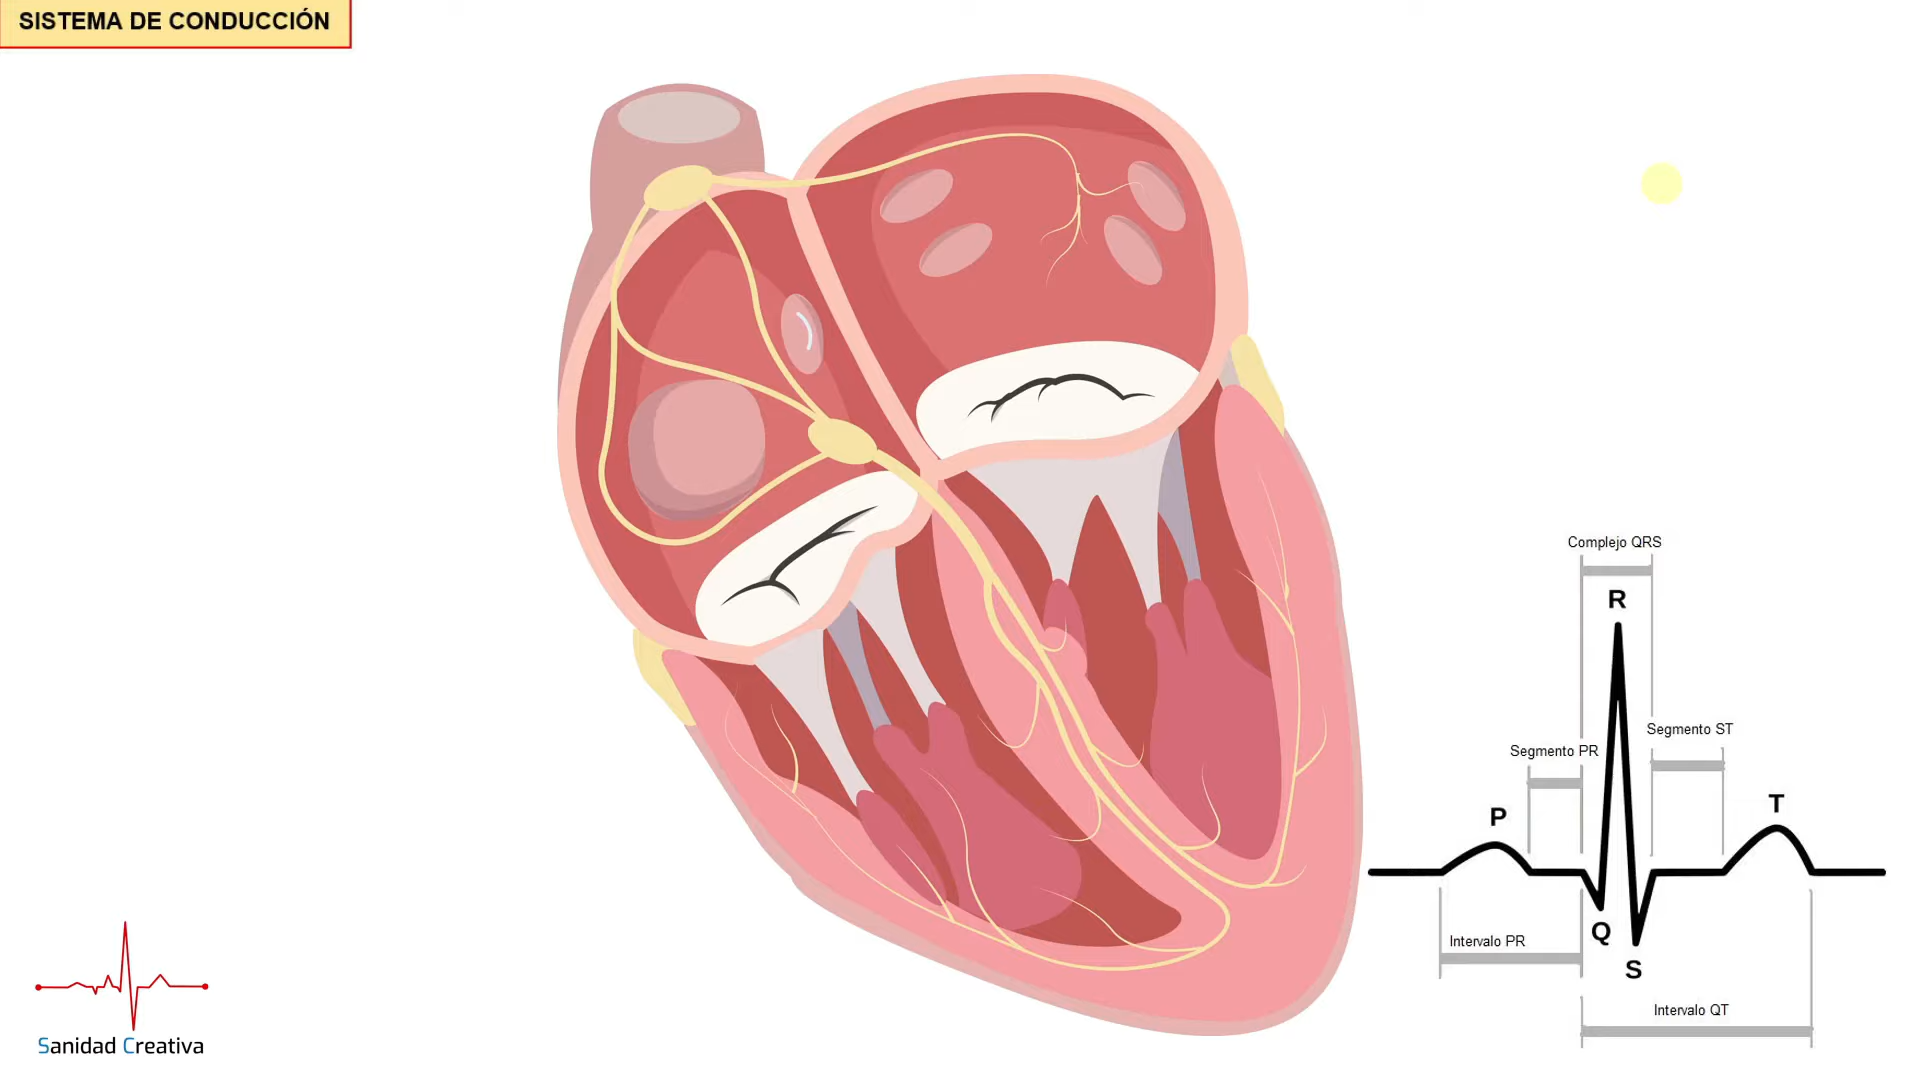 SISTEMA DE CONDUCCIÓN
Complejo QRS
R
Segmento ST
Segmento PR
P
T
Q
Intervalo PR
S
Intervalo QT
Sanidad Creativa